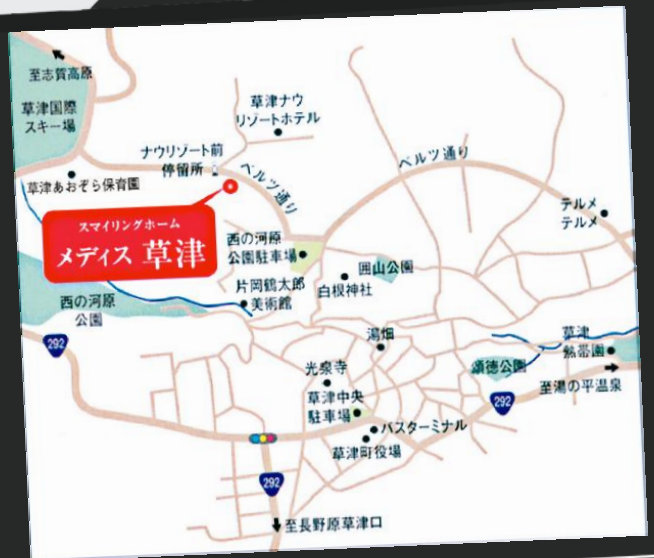 至志賀高原
草津国際
スキー場
草津ナウ
リゾートホテル
ナウリゾート前
停留所
ベルツ通り
ベルツ通り
草津あおぞら保育園
スマイリングホーム
メディス 草津
テルメ
テルメ
西の河原
公園駐車場
囲山公園
白根神社
片岡鶴太郎
美術館
西の河原
公園
292
湯畑
草津
熱帯園
光泉寺
頌徳公園
至湯の平温泉
草津中央
駐車場
292
バスターミナル
草津町役場
292
至長野原草津口